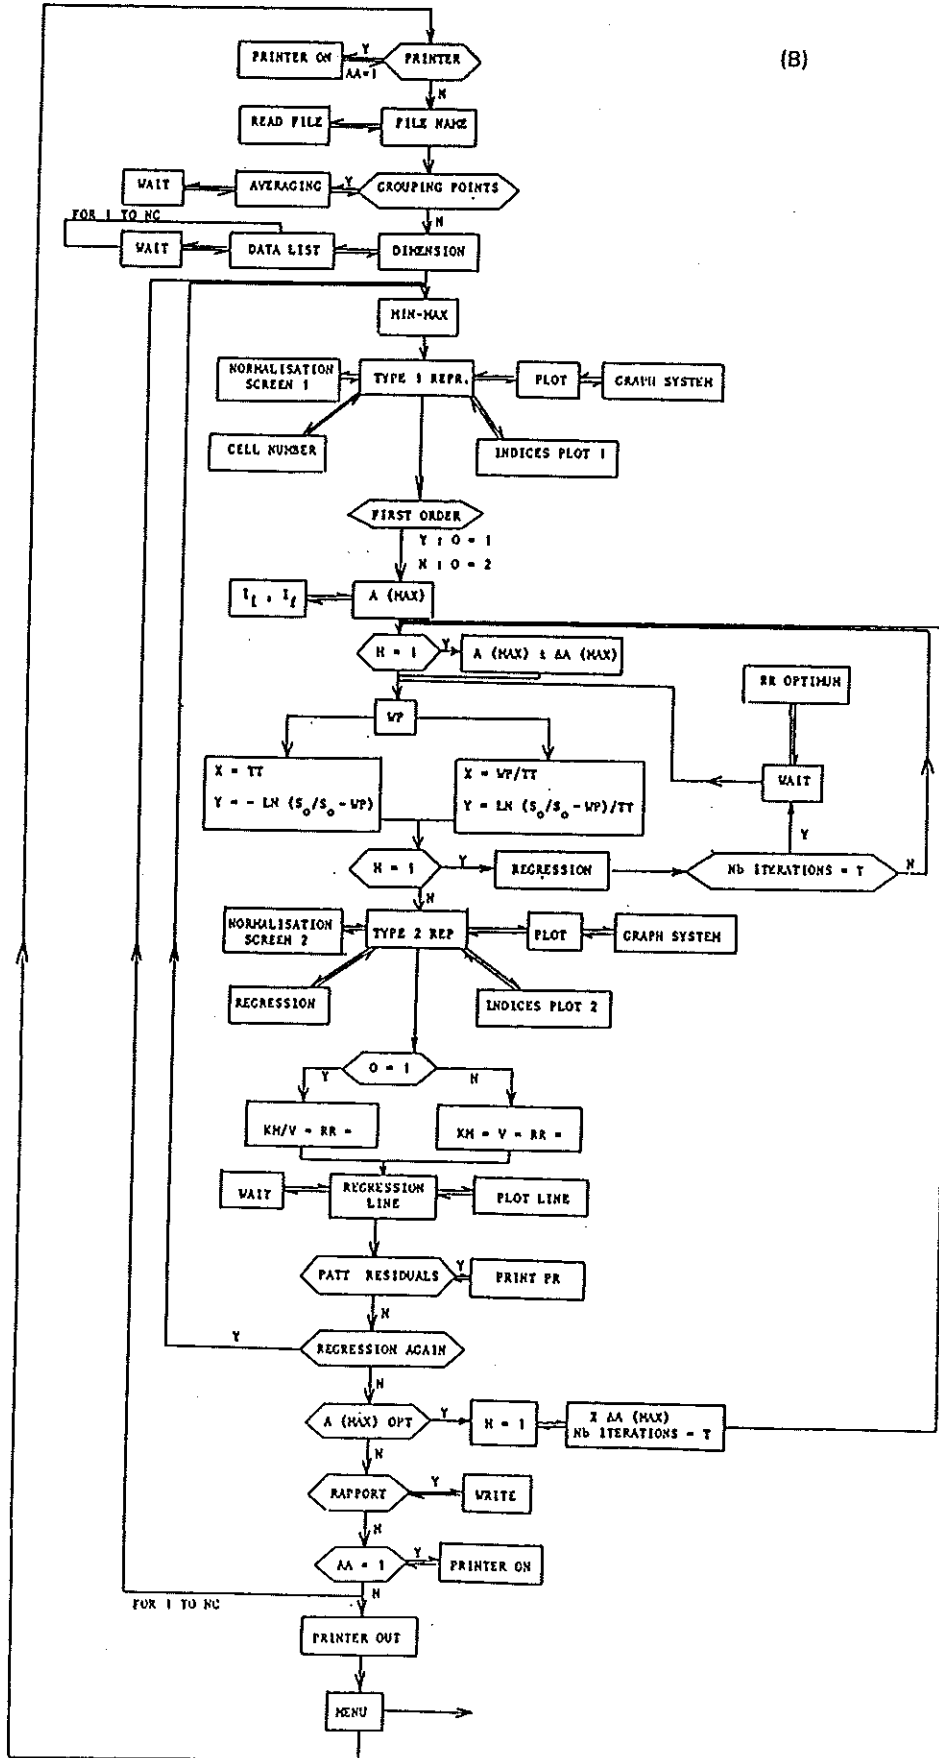 (B)
PRINTER ON
Y
AA=1
PRINTER
N
READ FILE
FILE NAME
WAIT
AVERAGING
Y
GROUPING POINTS
FOR I TO NC
N
WAIT
DATA LIST
DIMENSION
MIN-MAX
NORMALISATION
SCREEN 1
TYPE 1 REPR.
PLOT
GRAPH SYSTEM
CELL NUMBER
INDICES PLOT 1
FIRST ORDER
Y : O = 1
N : O = 2
A (MAX)
N = 1
Y
A (MAX) ± ΔA (MAX)
RR OPTIMUM
WP
X = TT
Y = - LN (S₀/S₀ - WP)
X = WP/TT
Y = LN (S₀/S₀ - WP)/TT
WAIT
Y
N = 1
Y
REGRESSION
Nb ITERATIONS = T
N
N
NORMALISATION
SCREEN 2
TYPE 2 REP
PLOT
GRAPH SYSTEM
REGRESSION
INDICES PLOT 2
O = 1
Y
N
KM/V = RR =
KM = V = RR =
WAIT
REGRESSION
LINE
PLOT LINE
PATT RESIDUALS
Y
PRINT PR
N
Y
REGRESSION AGAIN
N
A (MAX) OPT
Y
N = 1
% ΔA (MAX)
Nb ITERATIONS = T
N
RAPPORT
Y
WRITE
N
AA = 1
Y
PRINTER ON
N
FOR I TO NC
PRINTER OUT
MENU